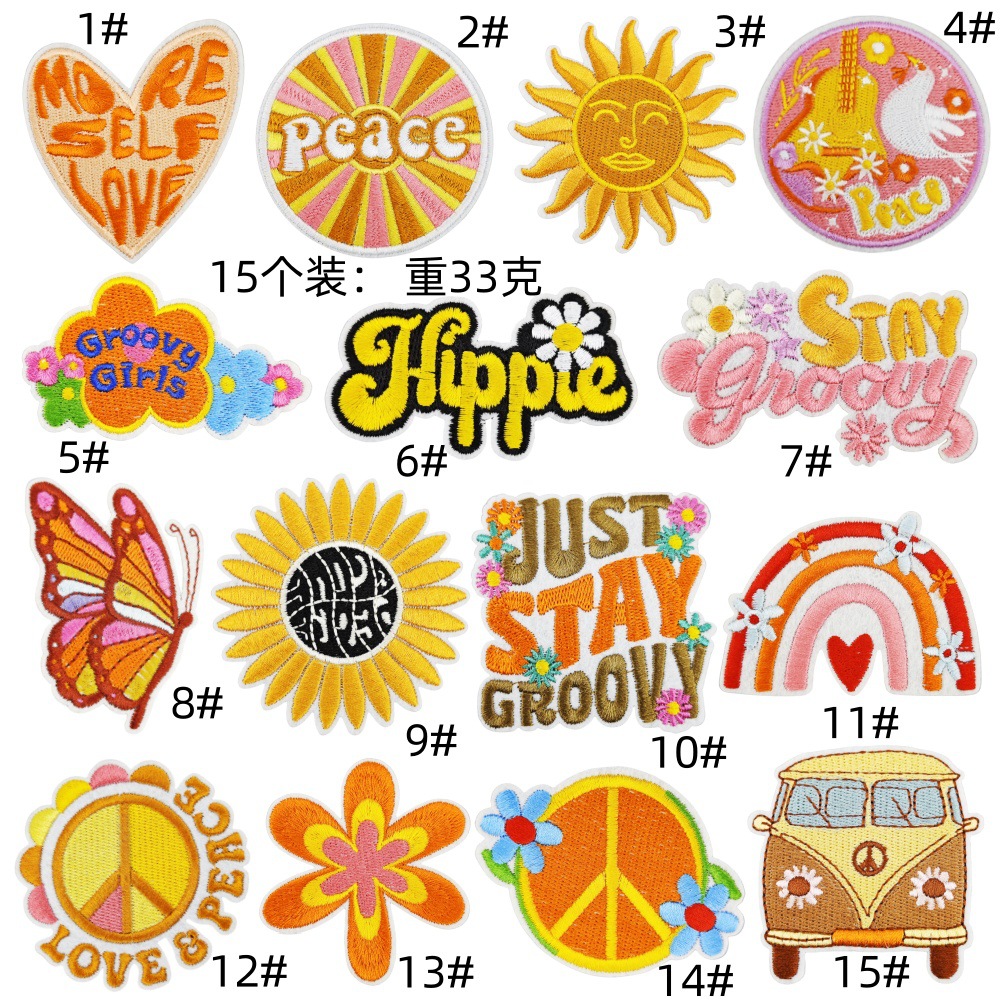 1#
2#
3#
4#
MORE
SELF
LOVE
peace
Peace
15个装： 重33克
Groovy
Girls
Hippie
STAY
Groovy
5#
6#
7#
JUST
STAY
GROOVY
8#
9#
10#
11#
LOVE & PEACE
12#
13#
14#
15#